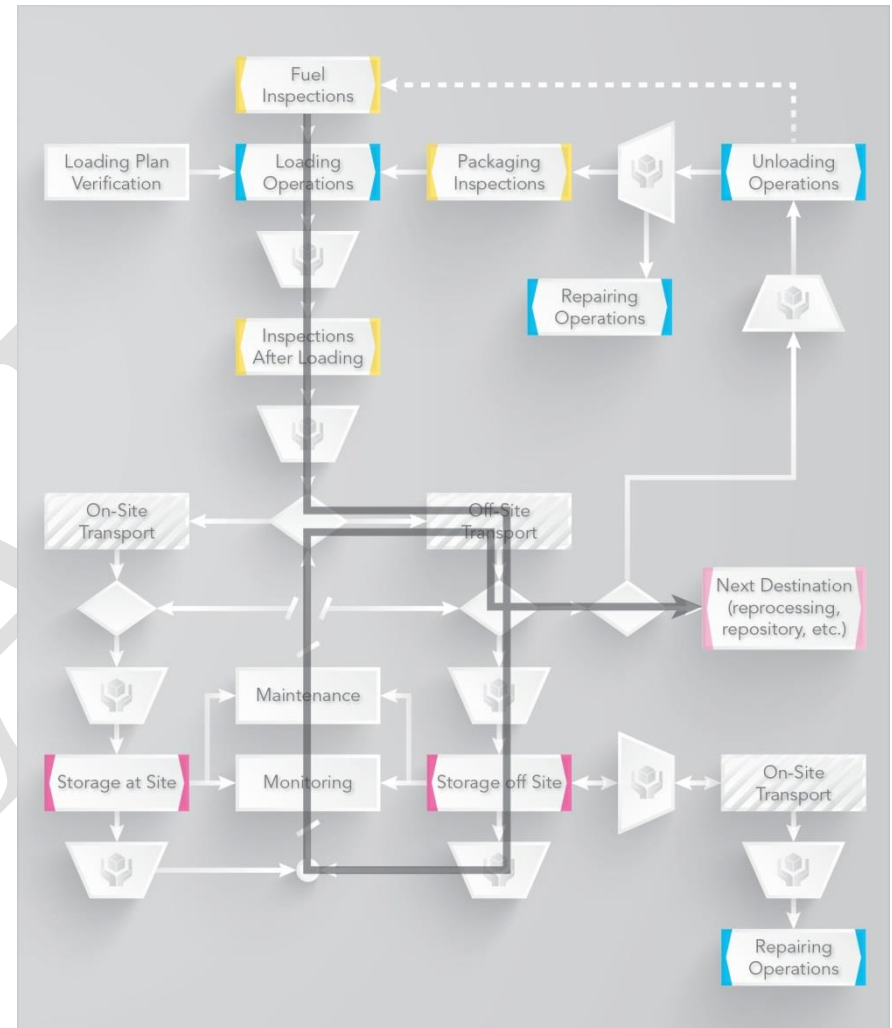 Fuel
Inspections
Loading Plan
Verification
Loading
Operations
Packaging
Inspections
Unloading
Operations
Repairing
Operations
Inspections
After Loading
On-Site
Transport
Off-Site
Transport
Next Destination
(reprocessing,
repository, etc.)
Maintenance
Storage at Site
Monitoring
Storage off Site
On-Site
Transport
Repairing
Operations